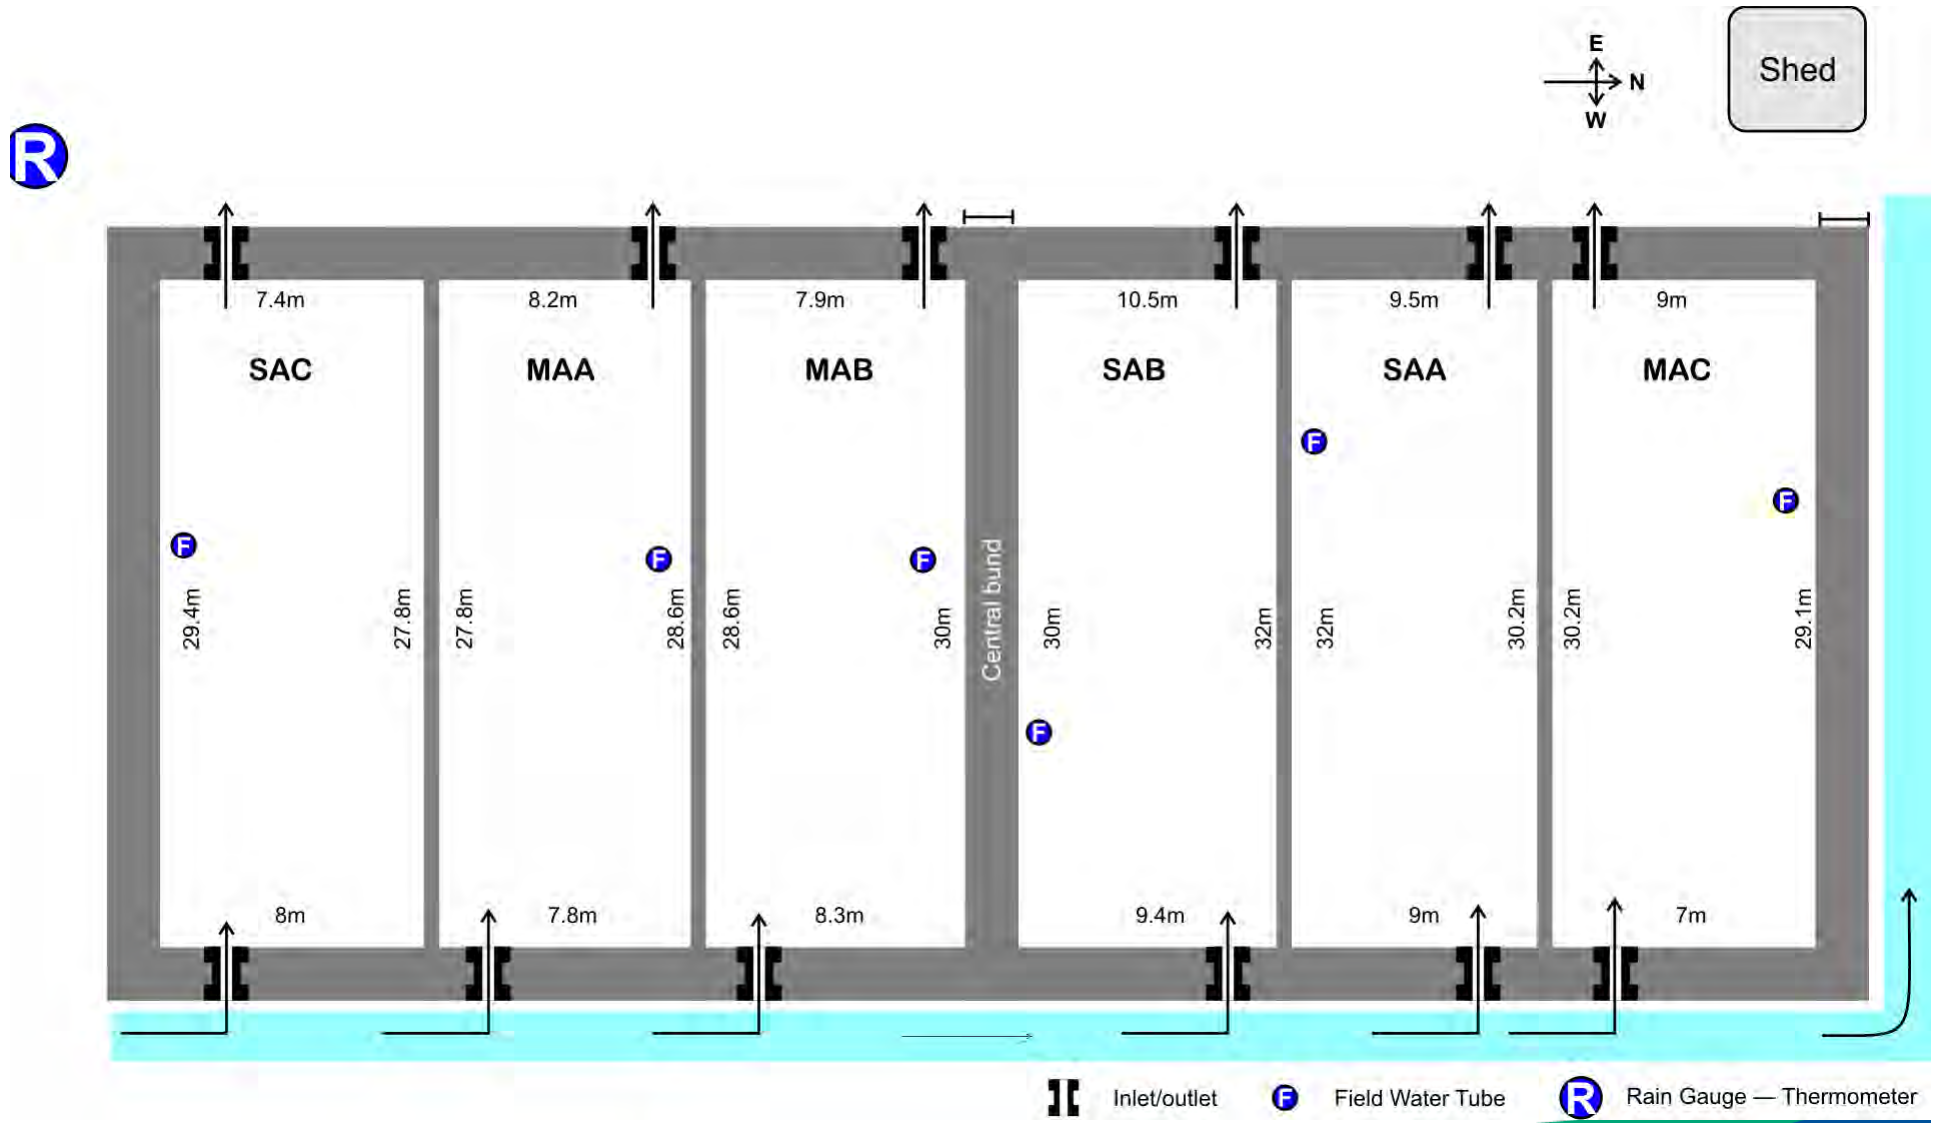 E
N
W
Shed
R
7.4m
8.2m
7.9m
10.5m
9.5m
9m
SAC
MAA
MAB
SAB
SAA
MAC
F
F
F
F
F
F
29.4m
27.8m
27.8m
28.6m
28.6m
30m
Central bund
30m
32m
32m
30.2m
30.2m
29.1m
8m
7.8m
8.3m
9.4m
9m
7m
Inlet/outlet
F
Field Water Tube
R
Rain Gauge — Thermometer